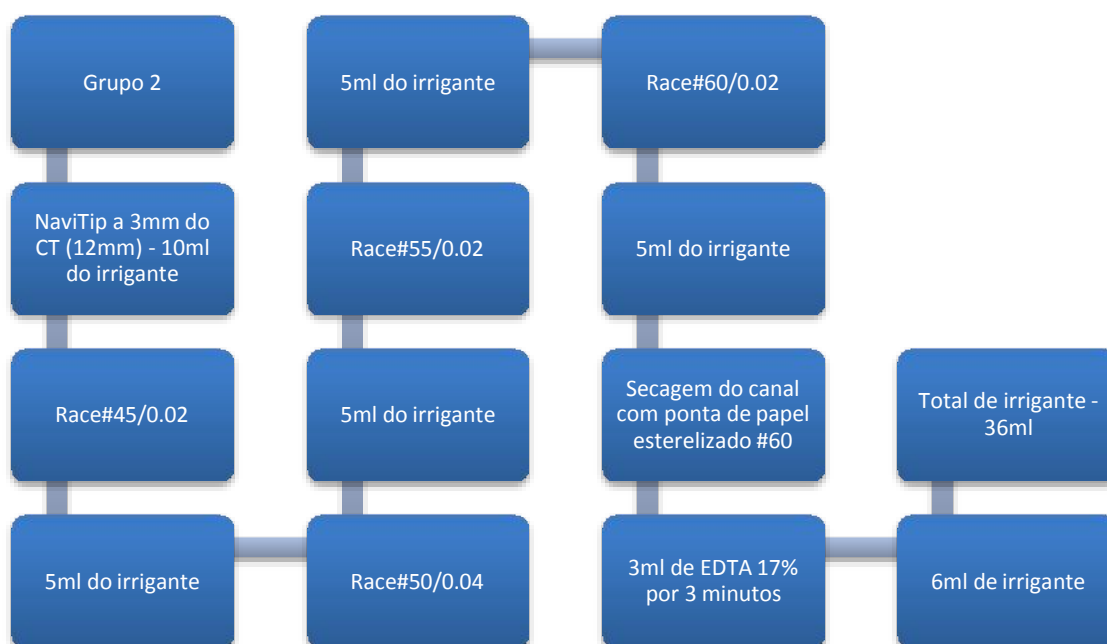 Grupo 2
NaviTip a 3mm do
CT (12mm) - 10ml
do irrigante
Race#45/0.02
5ml do irrigante
Race#50/0.04
5ml do irrigante
Race#55/0.02
5ml do irrigante
Race#60/0.02
5ml do irrigante
Secagem do canal
com ponta de papel
esterelizado #60
3ml de EDTA 17%
por 3 minutos
6ml de irrigante
Total de irrigante -
36ml